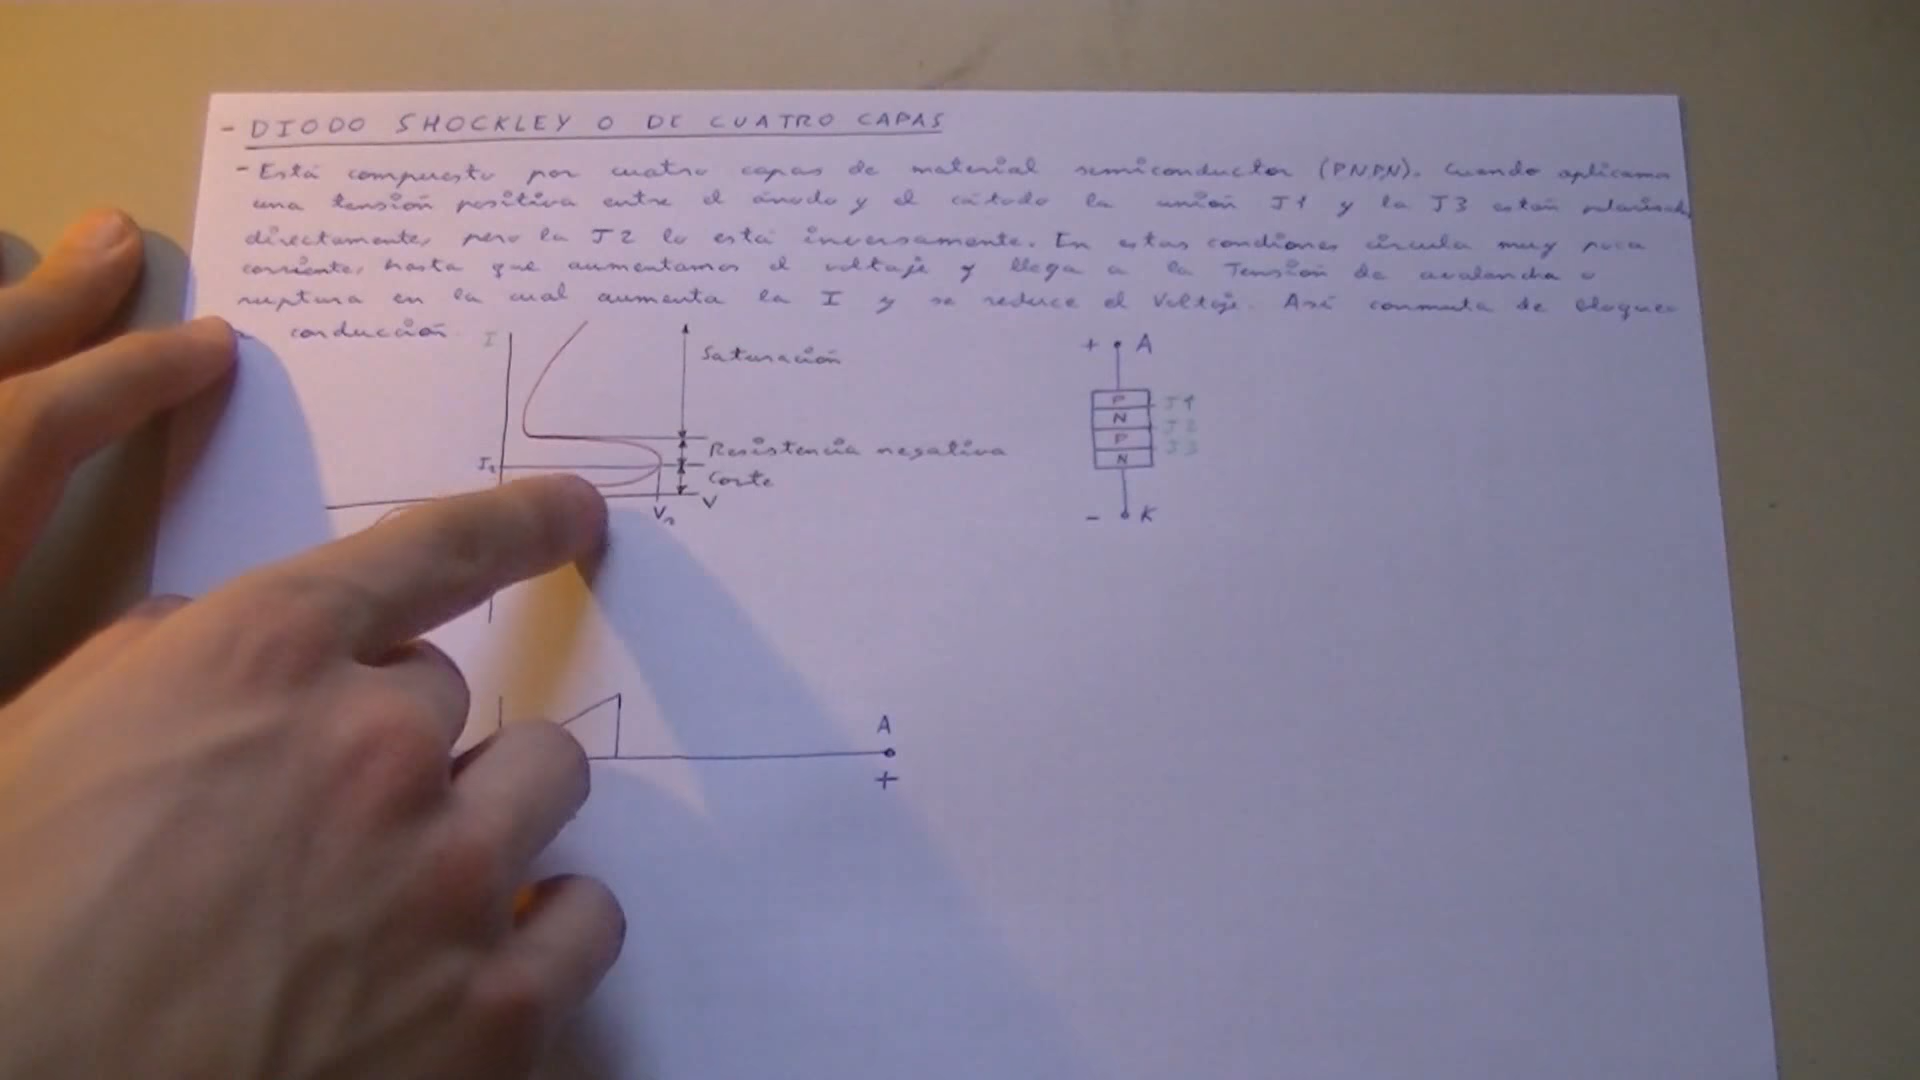 - DIODO SHOCKLEY O DE CUATRO CAPAS
- Está compuesto por cuatro capas de material semiconductor (PNPN). Cuando aplicamos
una tensión positiva entre el ánodo y el cátodo la unión J1 y la J3 están
directamente, pero la J2 lo está inversamente. En estas condiones circula muy poca
corriente, hasta que aumentamos el voltaje y llega a la Tensión de avalancha o
ruptura en la cual aumenta la I y se reduce el Voltaje. Así conmuta de bloqueo
a conducción.
I
Saturación
Resistencia negativa
Corte
V
+ A
P J1
N J2
P J3
N
- K
A
+